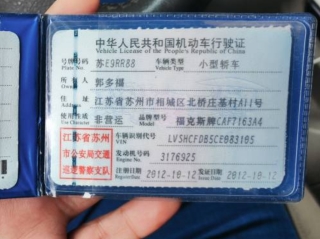 中华人民共和国机动车行驶证
Vehicle License of the People's Republic of China
号牌号码 苏E9RR88 车辆类型 小型轿车
Plate No. Vehicle Type
所有人 郭多福
Owner
住址 江苏省苏州市相城区北桥庄基村A11号
Address
使用性质 非营运 品牌型号 福克斯牌CAF7163A4
Use Character Model
江苏省苏州
市公安局交通
巡逻警察支队
车辆识别代号 LVSHCFDB5CE083105
VIN
发动机号码 3176925
Engine No.
注册日期 2012-10-12 发证日期 2012-10-12
Register Date Issue Date